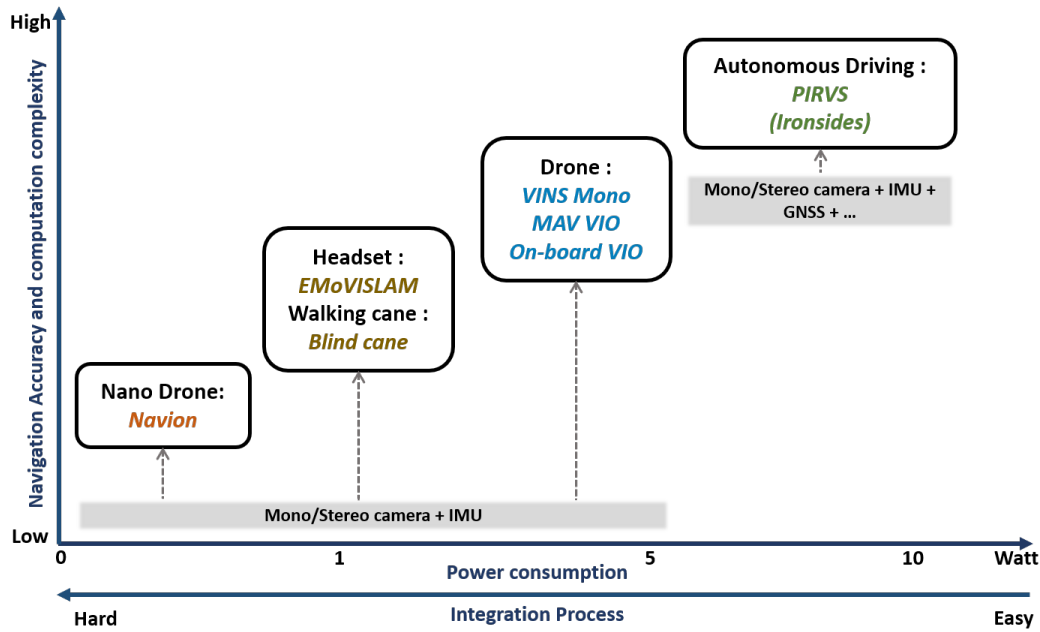 High
Navigation Accuracy and computation complexity
Autonomous Driving :
PIRVS
(Ironsides)
Mono/Stereo camera + IMU +
GNSS + ...
Drone :
VINS Mono
MAV VIO
On-board VIO
Headset :
EMoVISLAM
Walking cane :
Blind cane
Nano Drone:
Navion
Mono/Stereo camera + IMU
Low
0 1 5 10 Watt
Power consumption
Hard Integration Process Easy